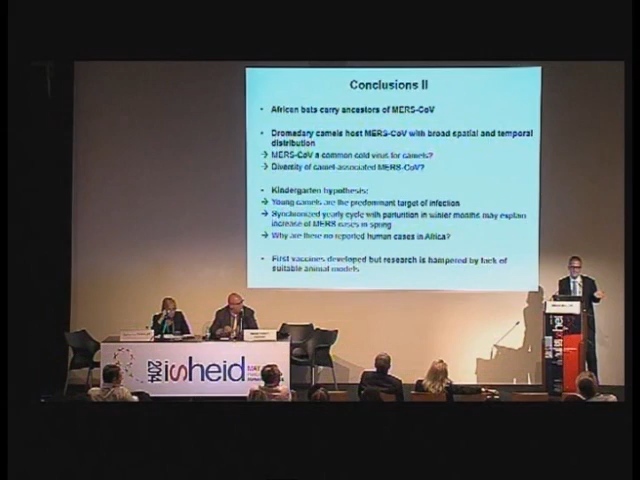 Conclusions II
• African bats carry ancestors of MERS-CoV
• Dromedary camels host MERS-CoV with broad spatial and temporal
distribution
→ MERS-CoV a common cold virus for camels?
→ Diversity of camel-associated MERS-CoV?
• Kindergarten hypothesis:
→ Young camels are the predominant target of infection
→ Synchronized yearly cycle with parturition in winter months may explain
increase of MERS cases in spring
→ Why are there no reported human cases in Africa?
• First vaccines developed but research is hampered by lack of
suitable animal models
2014 isheid